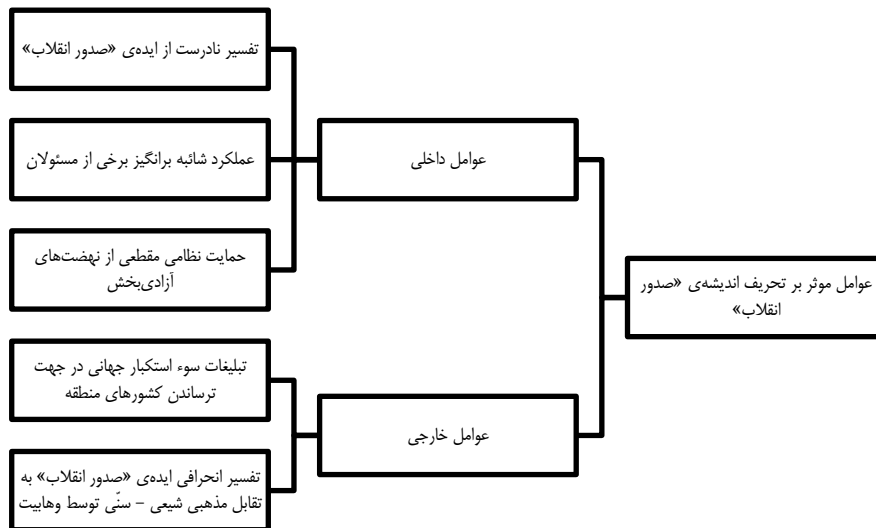 عوامل موثر بر تحریف اندیشه‌ی «صدور
انقلاب»
عوامل داخلی
تفسیر نادرست از ایده‌ی «صدور انقلاب»
عملکرد شائبه برانگیز برخی از مسئولان
حمایت نظامی مقطعی از نهضت‌های
آزادی‌بخش
عوامل خارجی
تبلیغات سوء استکبار جهانی در جهت
ترساندن کشورهای منطقه
تفسیر انحرافی ایده‌ی «صدور انقلاب» به
تقابل مذهبی شیعی – سنّی توسط وهابیت